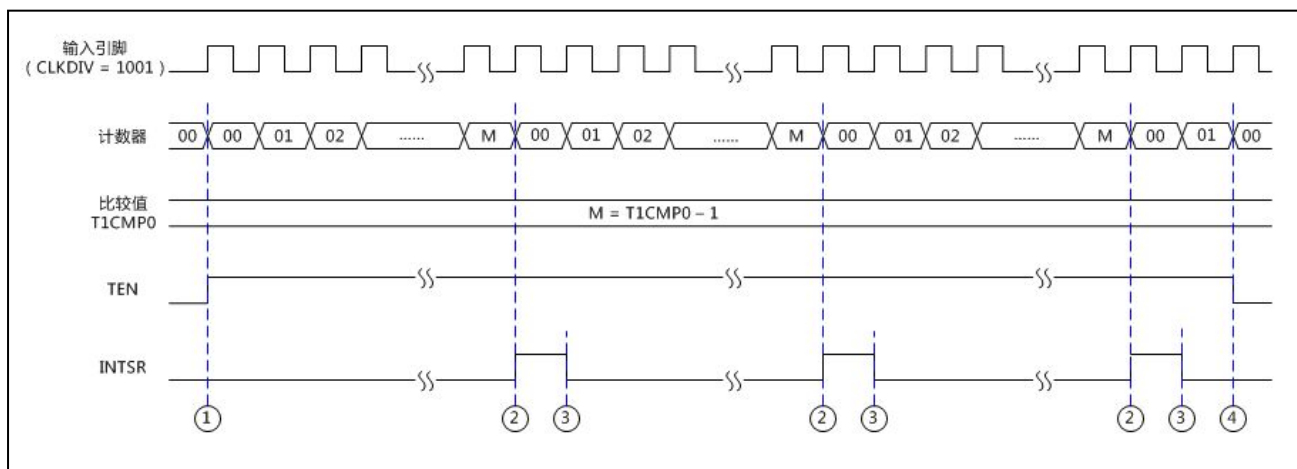 输入引脚
( CLKDIV = 1001 )
计数器
00 00 01 02 ...... M 00 01 02 ...... M 00 01 02 ...... M 00 01 00
比较值
T1CMP0
M = T1CMP0 – 1
TEN
INTSR
① ② ③ ② ③ ② ③ ④